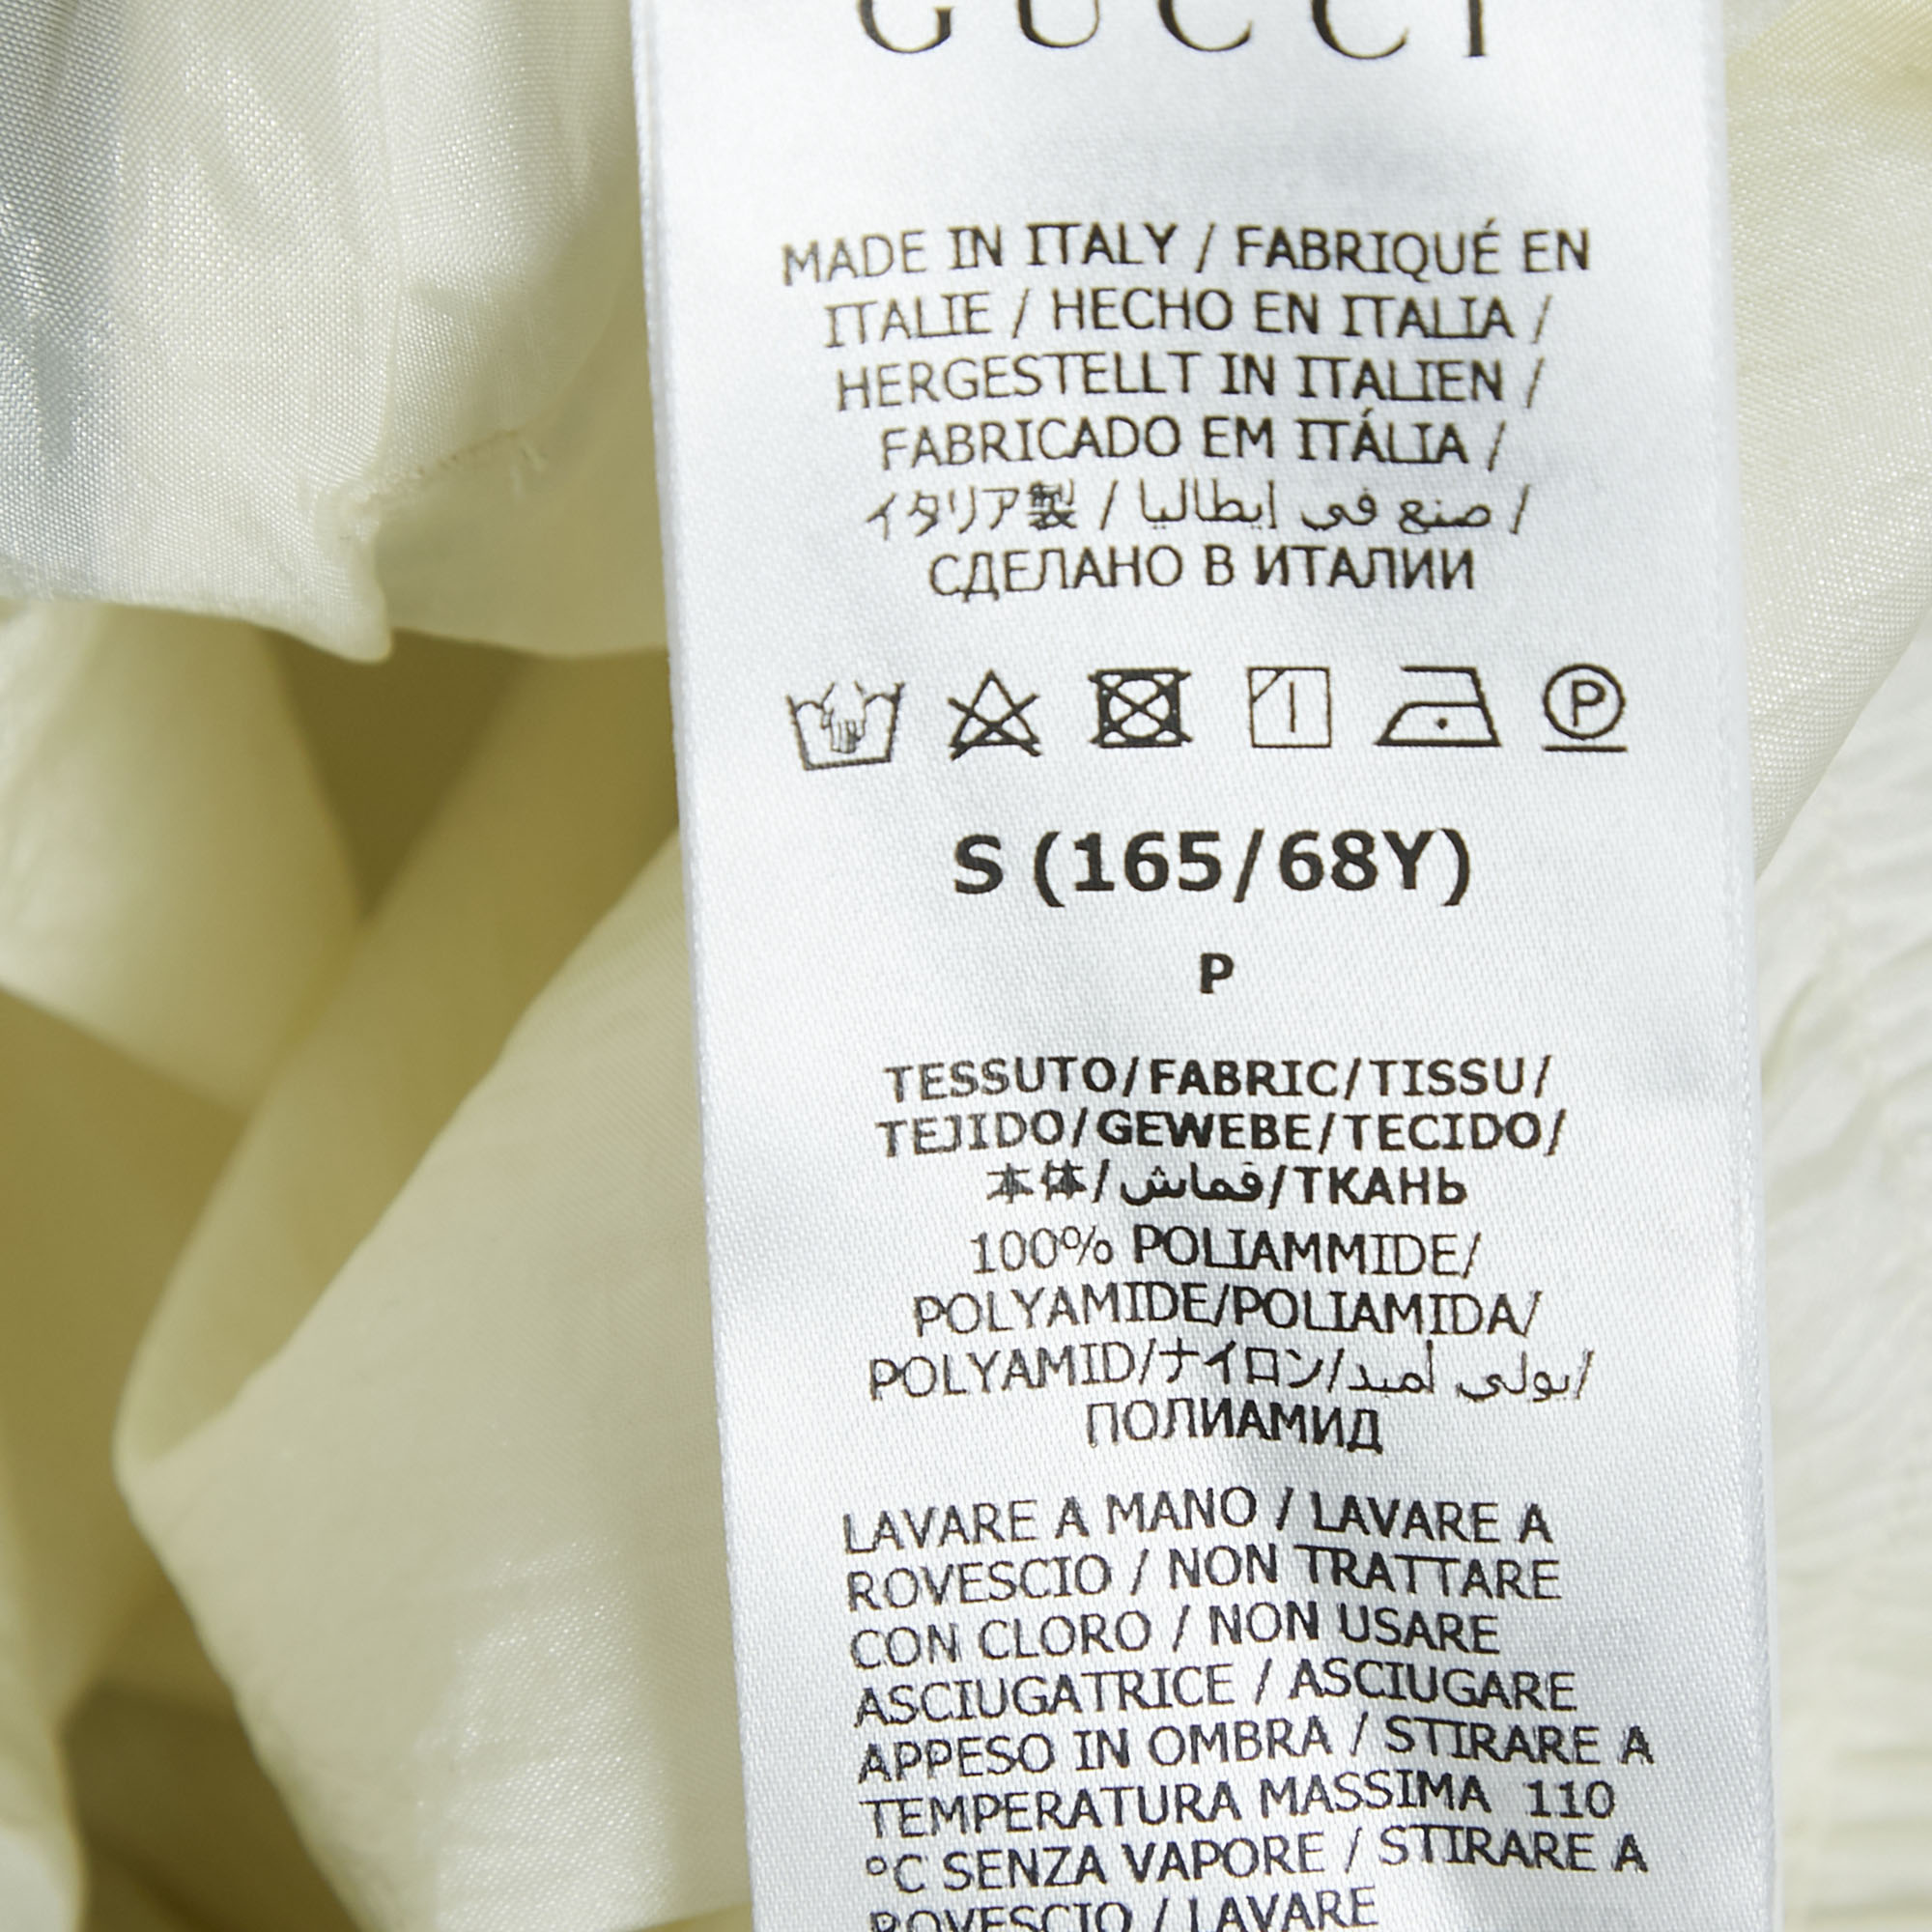 GUCCI
MADE IN ITALY / FABRIQUÉ EN
ITALIE / HECHO EN ITALIA /
HERGESTELLT IN ITALIEN /
FABRICADO EM ITÁLIA /
イタリア製 / صنع في إيطاليا /
СДЕЛАНО В ИТАЛИИ
P
S (165/68Y)
P
TESSUTO/FABRIC/TISSU/
TEJIDO/GEWEBE/TECIDO/
本体/قماش/ТКАНЬ
100% POLIAMMIDE/
POLYAMIDE/POLIAMIDA/
POLYAMID/ナイロン/بولي أميد/
ПОЛИАМИД
LAVARE A MANO / LAVARE A
ROVESCIO / NON TRATTARE
CON CLORO / NON USARE
ASCIUGATRICE / ASCIUGARE
APPESO IN OMBRA / STIRARE A
TEMPERATURA MASSIMA 110
°C SENZA VAPORE / STIRARE A
ROVESCIO / LAVARE